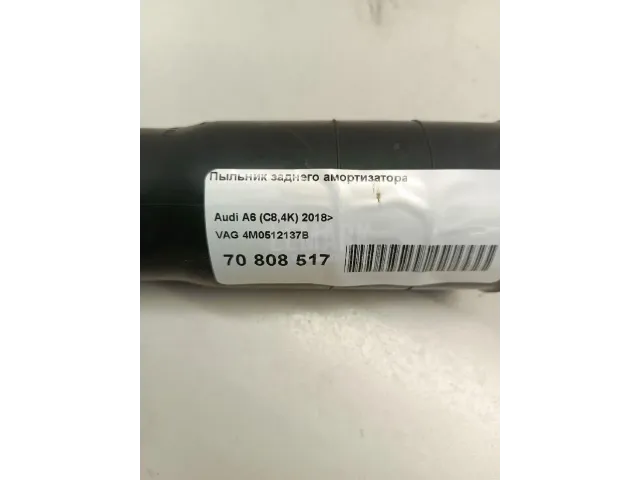 Пыльник заднего амортизатора
Audi A6 (C8,4K) 2018>
VAG 4M0512137B
70 808 517